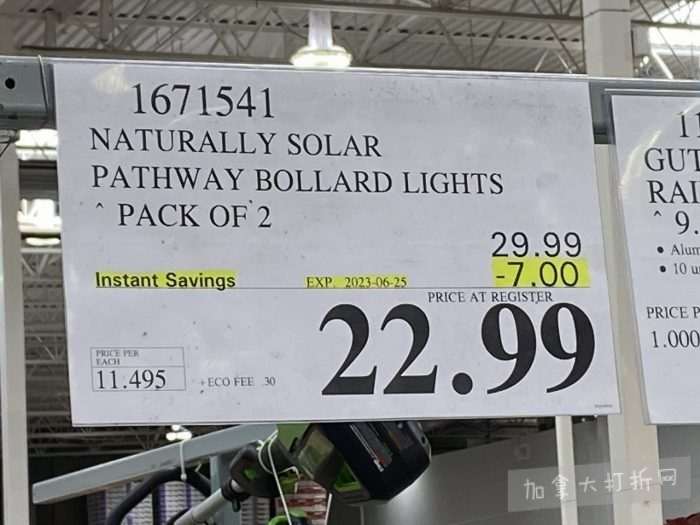 1671541
NATURALLY SOLAR
PATHWAY BOLLARD LIGHTS
^ PACK OF 2
29.99
Instant Savings EXP. 2023-06-25 -7.00
PRICE AT REGISTER
22.99
PRICE PER
EACH
11.495
+ECO FEE .30
11
GUT
RAI
^ 9.
• Alum
• 10 u
PRICE P
1.000
加拿大打折网